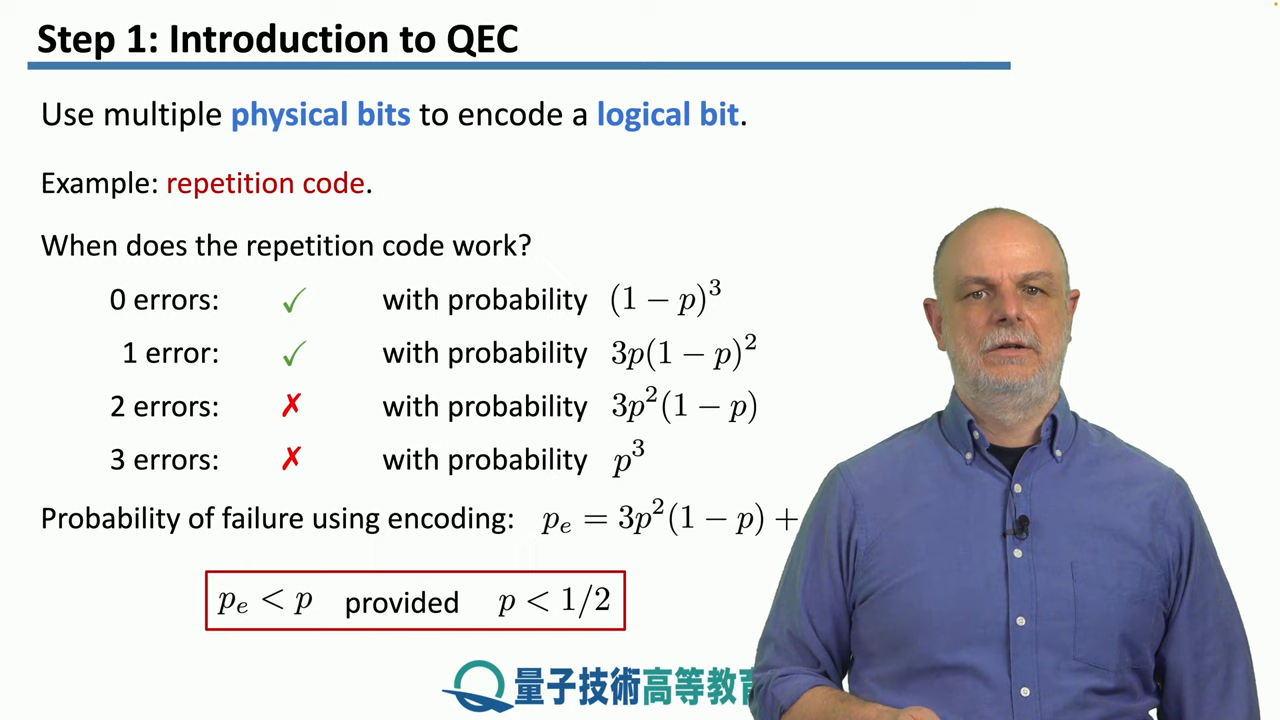 Step 1: Introduction to QEC
Use multiple physical bits to encode a logical bit.
Example: repetition code.
When does the repetition code work?
0 errors: ✓ with probability (1 − p)³
1 error: ✓ with probability 3p(1 − p)²
2 errors: ✗ with probability 3p²(1 − p)
3 errors: ✗ with probability p³
Probability of failure using encoding: pₑ = 3p²(1 − p) +
pₑ < p provided p < 1/2
量子技術高等教育